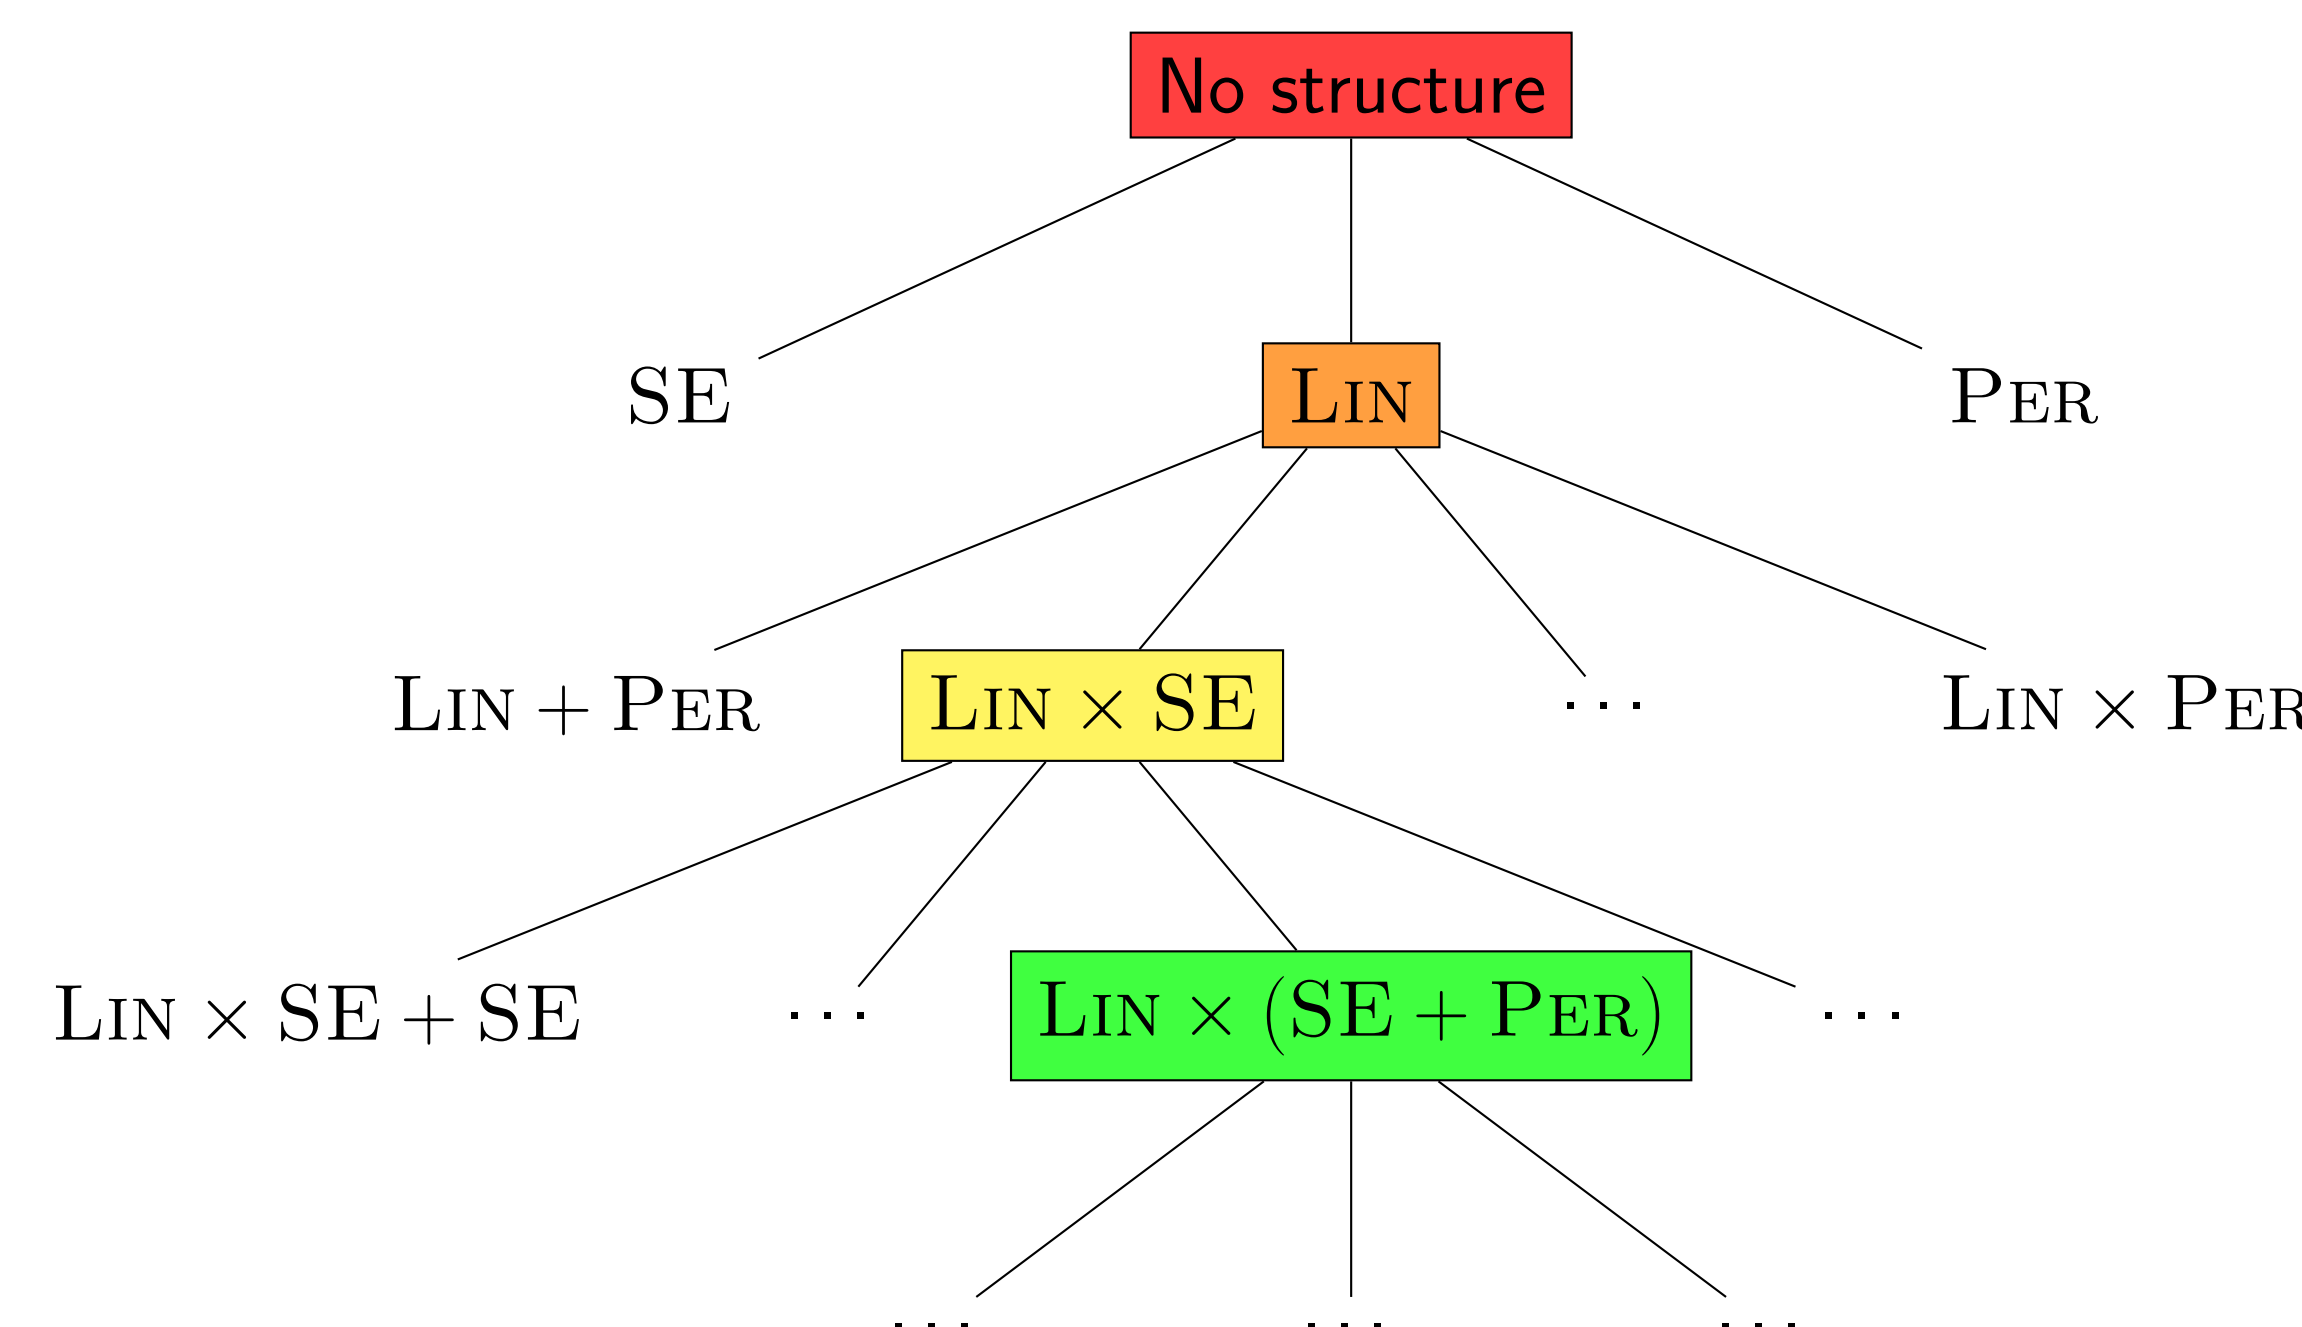 No structure
SE Lin Per
Lin + Per Lin × SE ... Lin × Per
Lin × SE + SE ... Lin × (SE + Per) ...
... ... ...